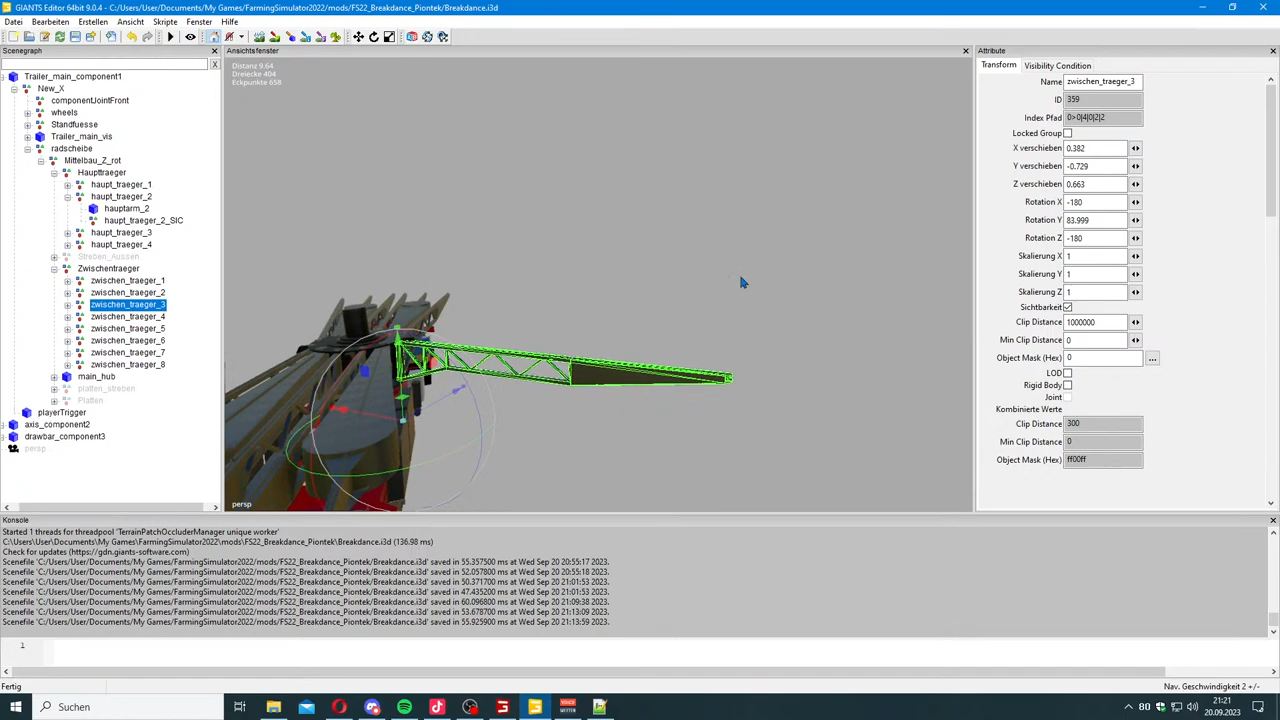 GIANTS Editor 64bit 9.0.4 - C:/Users/User/Documents/My Games/FarmingSimulator2022/mods/FS22_Breakdance_Piontek/Breakdance.i3d
Datei Bearbeiten Erstellen Ansicht Skripte Fenster Hilfe
Scenegraph
X
Trailer_main_component1
New_X
componentJointFront
wheels
Standfuesse
Trailer_main_vis
radscheibe
Mittelbau_Z_rot
Haupttraeger
haupt_traeger_1
haupt_traeger_2
hauptarm_2
haupt_traeger_2_SIC
haupt_traeger_3
haupt_traeger_4
Streben_Aussen
Zwischentraeger
zwischen_traeger_1
zwischen_traeger_2
zwischen_traeger_3
zwischen_traeger_4
zwischen_traeger_5
zwischen_traeger_6
zwischen_traeger_7
zwischen_traeger_8
main_hub
platten_streben
Platten
playerTrigger
axis_component2
drawbar_component3
persp
Ansichtsfenster
Distanz 9.64
Dreiecke 404
Eckpunkte 658
persp
Attribute
Transform Visibility Condition
Name zwischen_traeger_3
ID 359
Index Pfad 0>0|4|0|2|2
Locked Group
X verschieben 0.382
Y verschieben -0.729
Z verschieben 0.663
Rotation X -180
Rotation Y 83.999
Rotation Z -180
Skalierung X 1
Skalierung Y 1
Skalierung Z 1
Sichtbarkeit
Clip Distance 1000000
Min Clip Distance 0
Object Mask (Hex) 0 ...
LOD
Rigid Body
Joint
Kombinierte Werte
Clip Distance 300
Min Clip Distance 0
Object Mask (Hex) ff00ff
Konsole
Started 1 threads for threadpool 'TerrainPatchOccluderManager unique worker'
C:\Users\User\Documents\My Games\FarmingSimulator2022\mods\FS22_Breakdance_Piontek\Breakdance.i3d (136.98 ms)
Check for updates (https://gdn.giants-software.com)
Scenefile 'C:/Users/User/Documents/My Games/FarmingSimulator2022/mods/FS22_Breakdance_Piontek/Breakdance.i3d' saved in 55.357500 ms at Wed Sep 20 20:55:17 2023.
Scenefile 'C:/Users/User/Documents/My Games/FarmingSimulator2022/mods/FS22_Breakdance_Piontek/Breakdance.i3d' saved in 52.057800 ms at Wed Sep 20 20:55:18 2023.
Scenefile 'C:/Users/User/Documents/My Games/FarmingSimulator2022/mods/FS22_Breakdance_Piontek/Breakdance.i3d' saved in 50.371700 ms at Wed Sep 20 21:01:53 2023.
Scenefile 'C:/Users/User/Documents/My Games/FarmingSimulator2022/mods/FS22_Breakdance_Piontek/Breakdance.i3d' saved in 47.435200 ms at Wed Sep 20 21:01:53 2023.
Scenefile 'C:/Users/User/Documents/My Games/FarmingSimulator2022/mods/FS22_Breakdance_Piontek/Breakdance.i3d' saved in 60.096800 ms at Wed Sep 20 21:09:38 2023.
Scenefile 'C:/Users/User/Documents/My Games/FarmingSimulator2022/mods/FS22_Breakdance_Piontek/Breakdance.i3d' saved in 53.678700 ms at Wed Sep 20 21:13:09 2023.
Scenefile 'C:/Users/User/Documents/My Games/FarmingSimulator2022/mods/FS22_Breakdance_Piontek/Breakdance.i3d' saved in 55.925900 ms at Wed Sep 20 21:13:59 2023.
1
Fertig
Nav. Geschwindigkeit 2 +/-
Suchen
21:21
20.09.2023